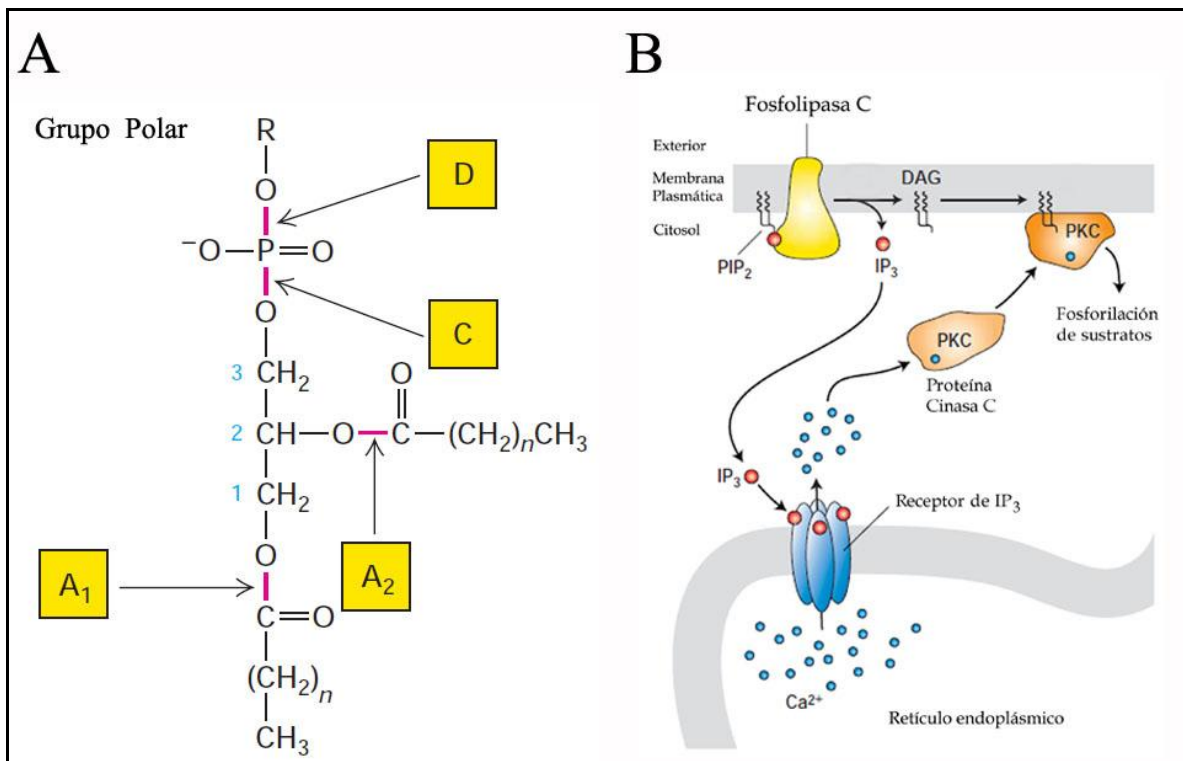 A
Grupo Polar
R
O
D
⁻O—P=O
O
C
3 CH₂
O
2 CH—O—C—(CH₂)ₙCH₃
1 CH₂
O
A₁
A₂
C=O
(CH₂)ₙ
CH₃
B
Fosfolipasa C
Exterior
Membrana
Plasmática
DAG
Citosol
PIP₂
IP₃
PKC
Fosforilación
de sustratos
PKC
Proteína
Cinasa C
IP₃
Receptor de IP₃
Ca²⁺
Retículo endoplásmico